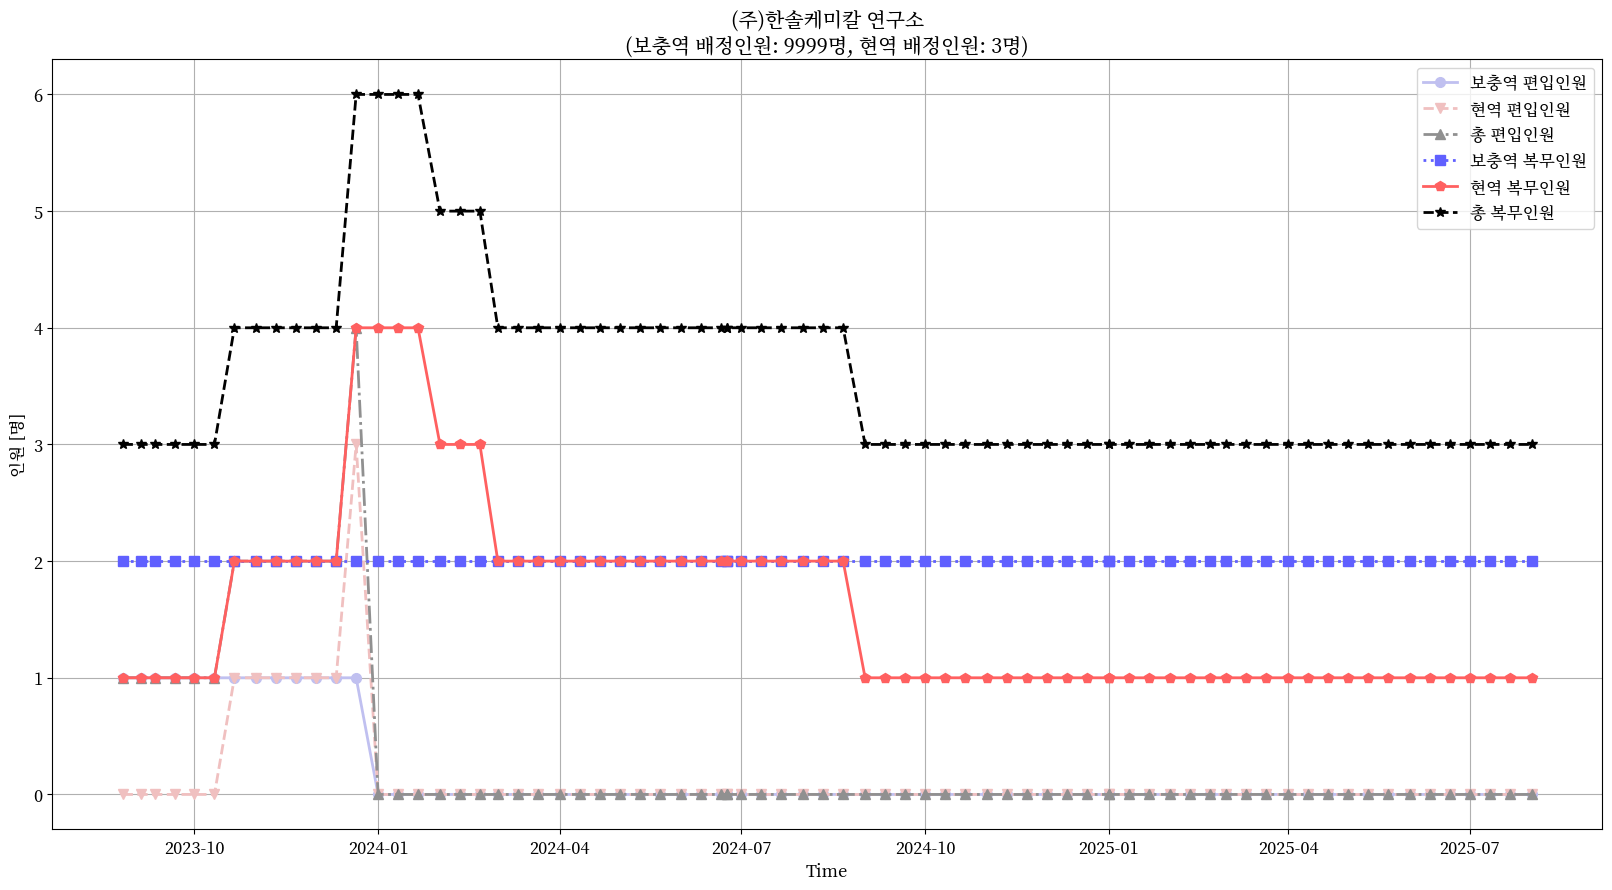 (주)한솔케미칼 연구소
(보충역 배정인원: 9999명, 현역 배정인원: 3명)
보충역 편입인원
현역 편입인원
총 편입인원
보충역 복무인원
현역 복무인원
총 복무인원
인원 [명]
6
5
4
3
2
1
0
2023-10
2024-01
2024-04
2024-07
2024-10
2025-01
2025-04
2025-07
Time